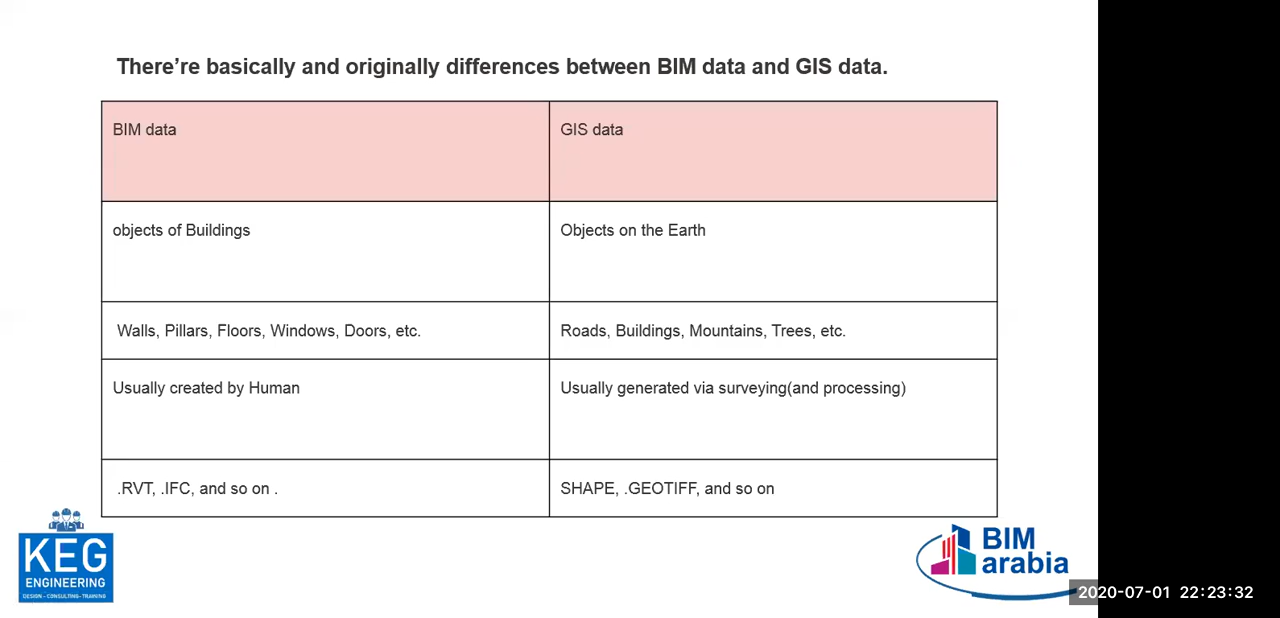 There’re basically and originally differences between BIM data and GIS data.
BIM data
GIS data
objects of Buildings
Objects on the Earth
Walls, Pillars, Floors, Windows, Doors, etc.
Roads, Buildings, Mountains, Trees, etc.
Usually created by Human
Usually generated via surveying(and processing)
.RVT, .IFC, and so on .
SHAPE, .GEOTIFF, and so on
KEG
ENGINEERING
DESIGN - CONSULTING- TRAINING
BIM
arabia
2020-07-01 22:23:32